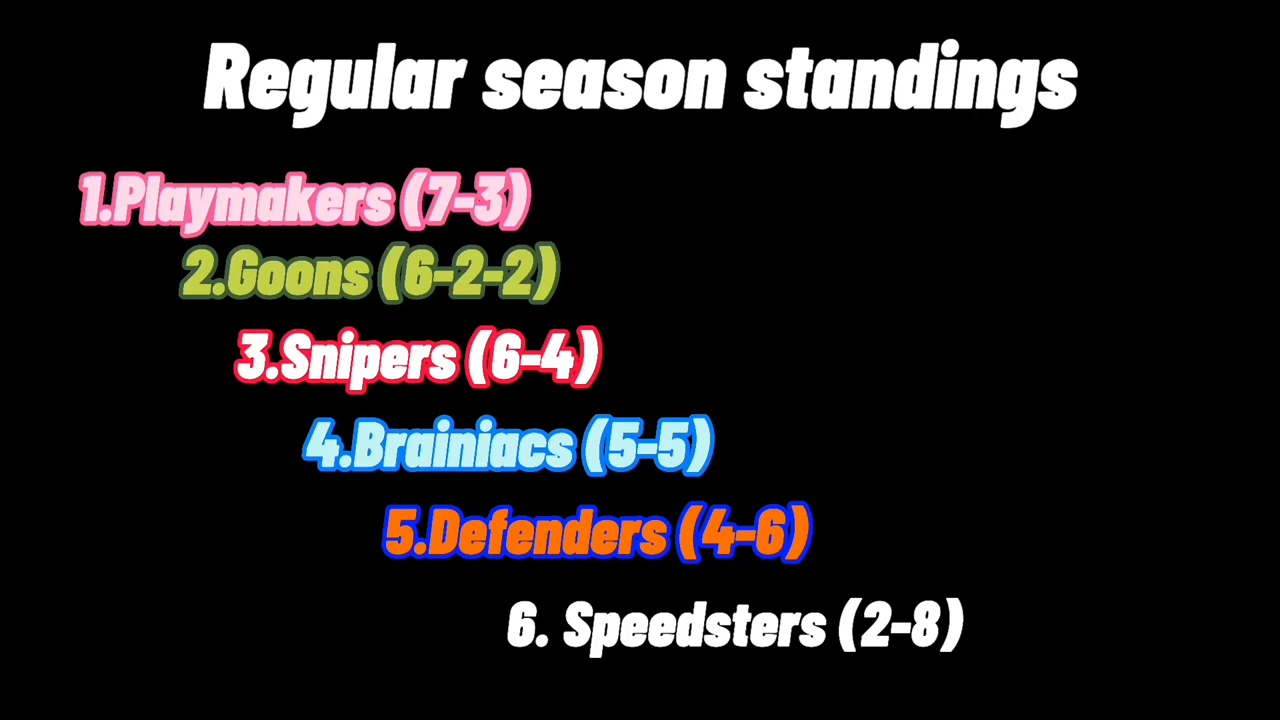 Regular season standings
1.Playmakers (7-3)
2.Goons (6-2-2)
3.Snipers (6-4)
4.Brainiacs (5-5)
5.Defenders (4-6)
6. Speedsters (2-8)